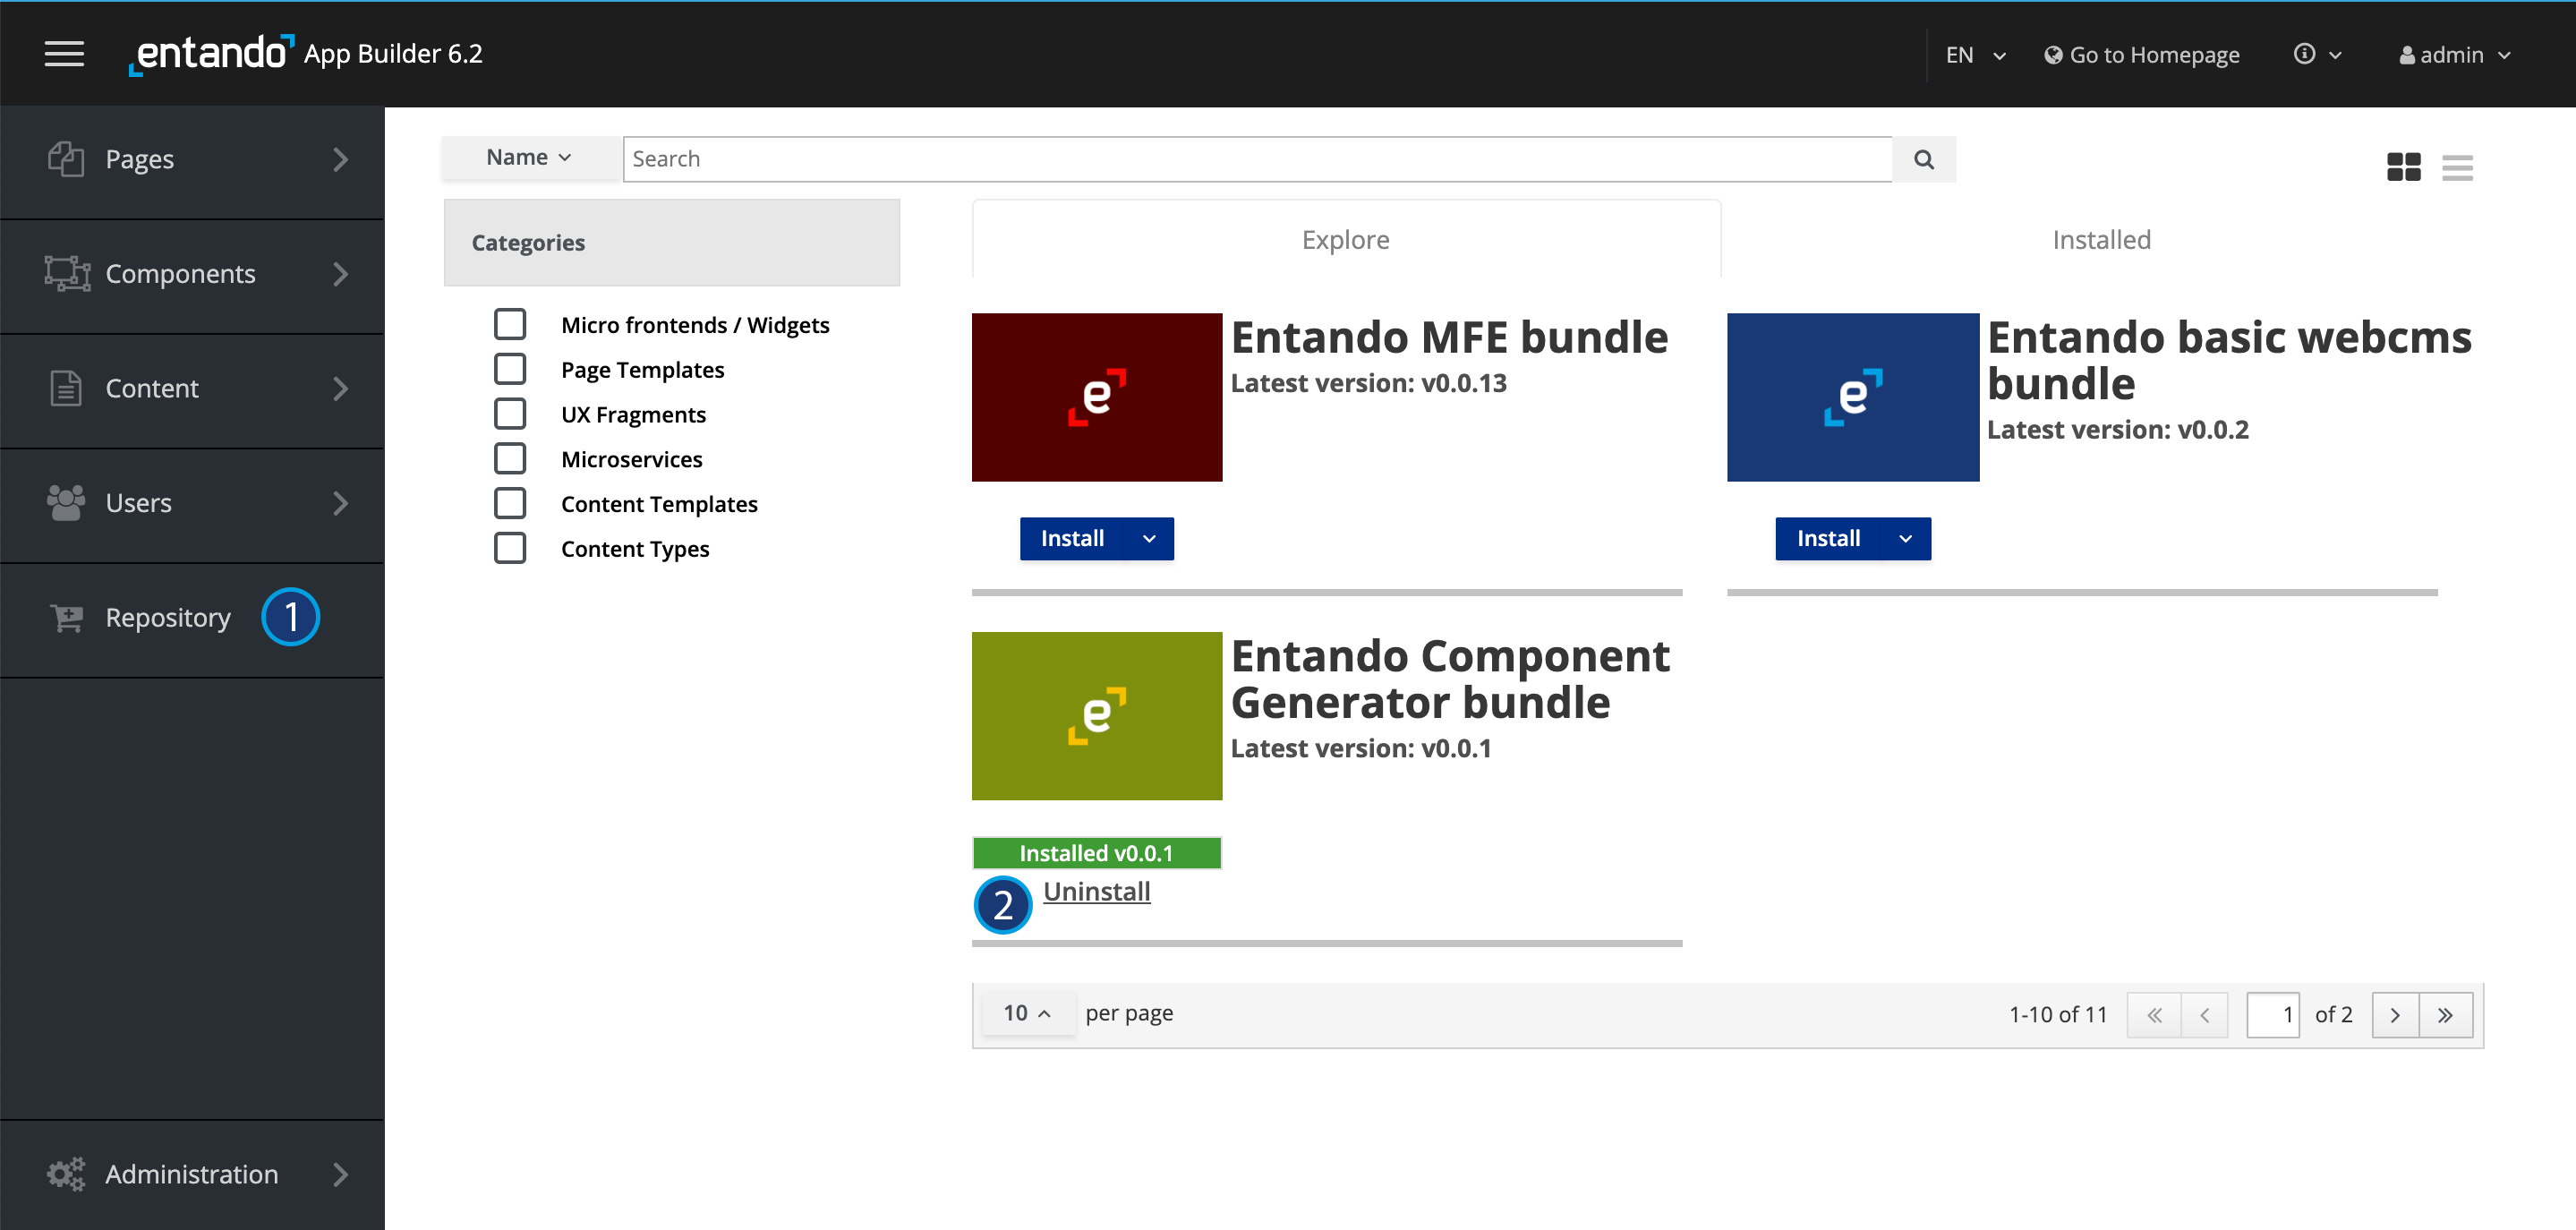 entando App Builder 6.2
EN
Go to Homepage
admin
Pages
Components
Content
Users
Repository 1
Administration
Name
Search
Categories
Micro frontends / Widgets
Page Templates
UX Fragments
Microservices
Content Templates
Content Types
Explore
Installed
e
Entando MFE bundle
Latest version: v0.0.13
Install
e
Entando basic webcms
bundle
Latest version: v0.0.2
Install
e
Entando Component
Generator bundle
Latest version: v0.0.1
Installed v0.0.1
2 Uninstall
10 per page
1-10 of 11
1 of 2